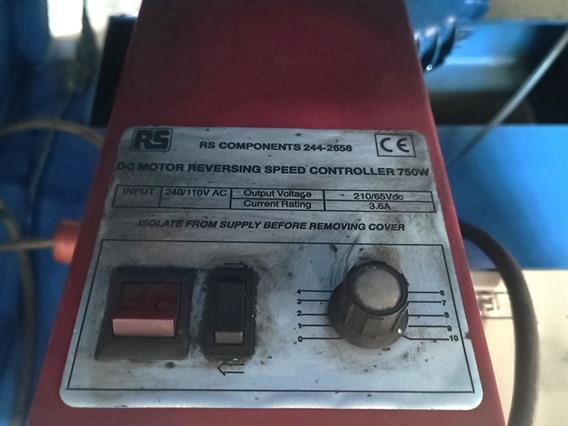 RS
RS COMPONENTS 244-2658
CE
DC MOTOR REVERSING SPEED CONTROLLER 750W
INPUT 240/110V AC Output Voltage - 210/65Vdc
Current Rating 3.6A
ISOLATE FROM SUPPLY BEFORE REMOVING COVER
4 6
3 7
2 8
1 9
0 10
RS